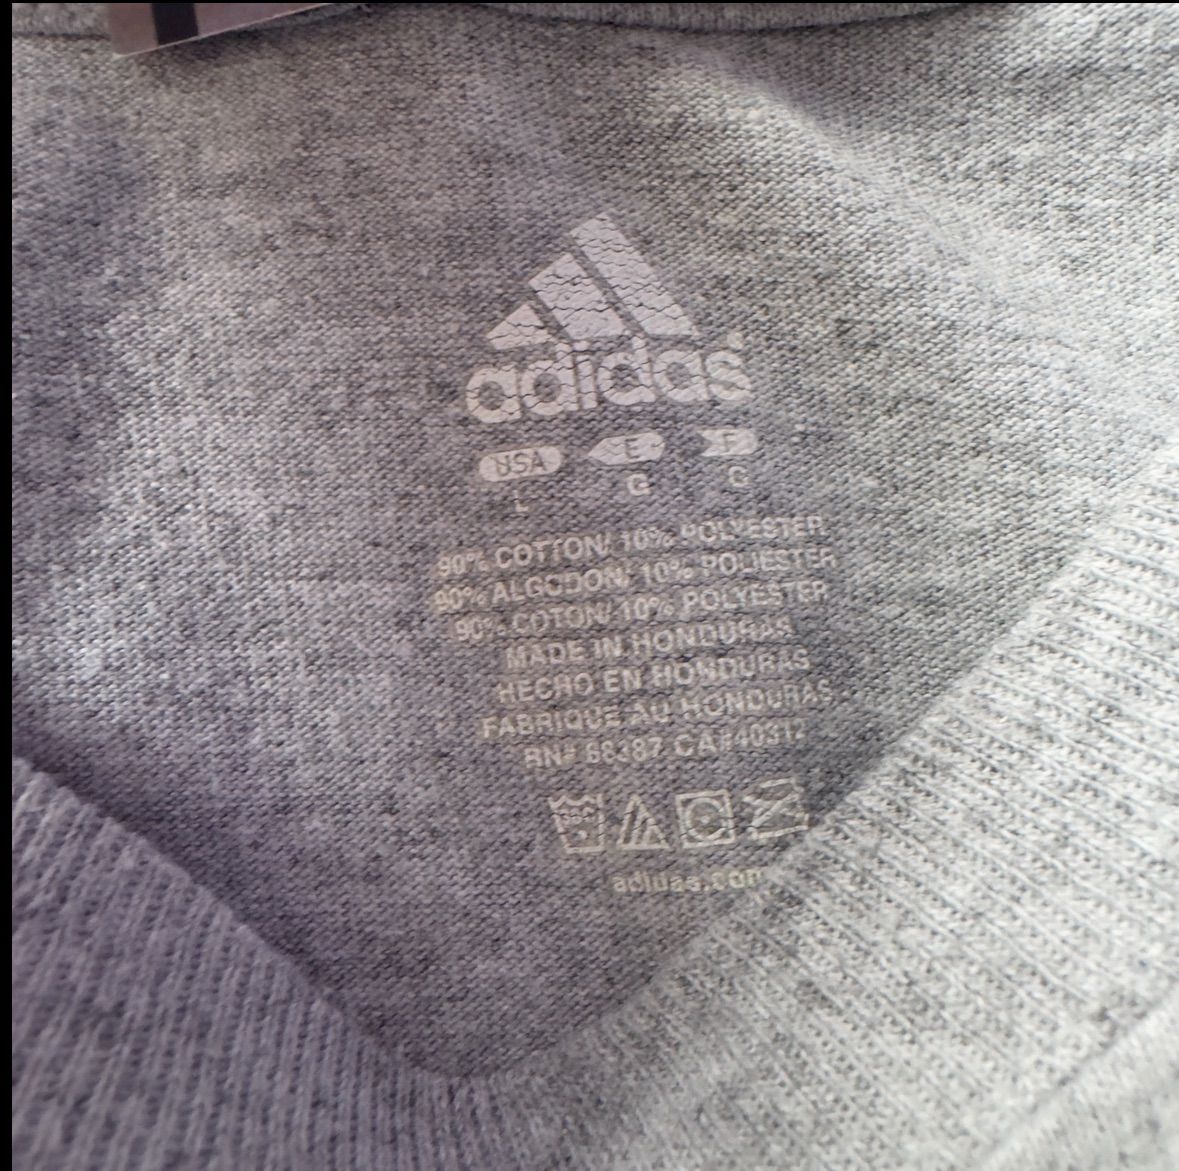 adidas
USA E F
L G G
90% COTTON/ 10% POLYESTER
90% ALGODON/ 10% POLIESTER
90% COTON/ 10% POLYESTER
MADE IN HONDURAS
HECHO EN HONDURAS
FABRIQUE AU HONDURAS
RN# 88387 CA#40312
adidas.com